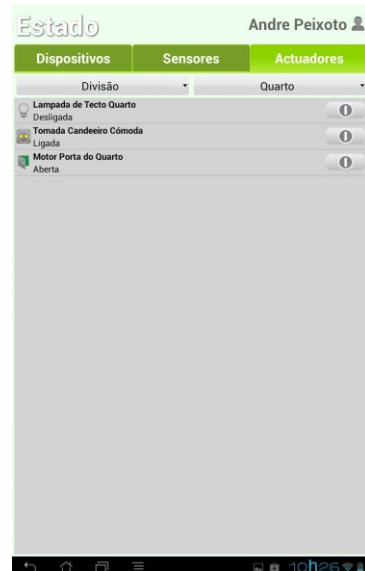 Estado
Andre Peixoto
Dispositivos
Sensores
Actuadores
Divisão
Quarto
Lampada de Tecto Quarto
Desligada
Tomada Candeeiro Cómoda
Ligada
Motor Porta do Quarto
Aberta
10h26